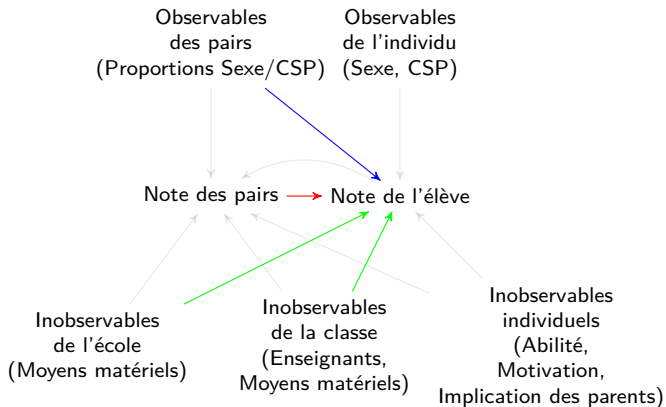 Observables
des pairs
(Proportions Sexe/CSP)
Observables
de l'individu
(Sexe, CSP)
Note des pairs
Note de l'élève
Inobservables
de l'école
(Moyens matériels)
Inobservables
de la classe
(Enseignants,
Moyens matériels)
Inobservables
individuels
(Abilité,
Motivation,
Implication des parents)